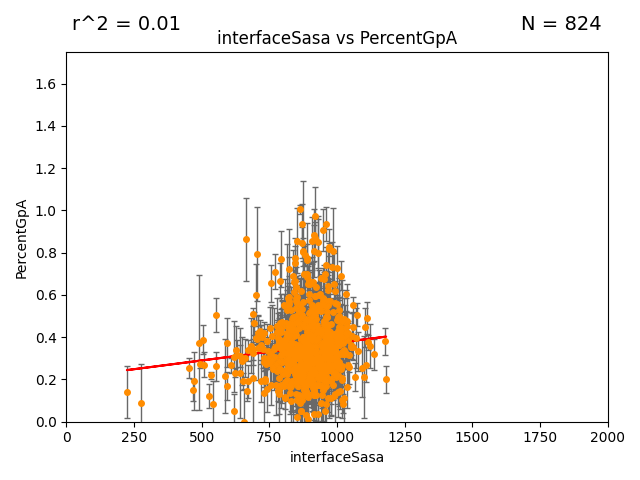 r^2 = 0.01
N = 824
interfaceSasa vs PercentGpA
PercentGpA
1.6
1.4
1.2
1.0
0.8
0.6
0.4
0.2
0.0
0 250 500 750 1000 1250 1500 1750 2000
interfaceSasa